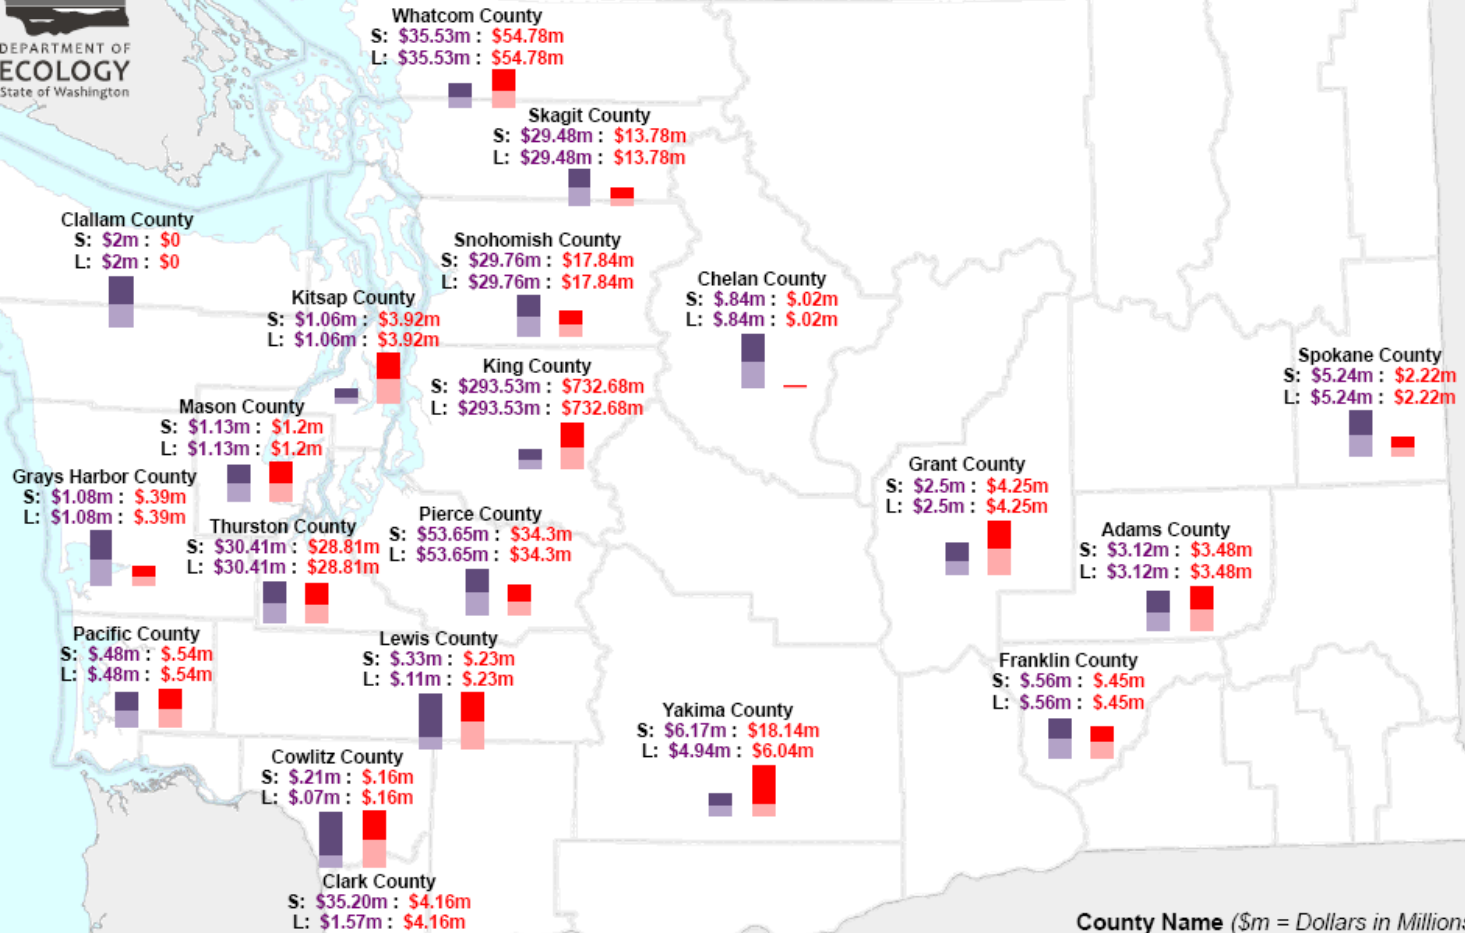 DEPARTMENT OF
ECOLOGY
State of Washington
Whatcom County
S: $35.53m : $54.78m
L: $35.53m : $54.78m
Skagit County
S: $29.48m : $13.78m
L: $29.48m : $13.78m
Clallam County
S: $2m : $0
L: $2m : $0
Snohomish County
S: $29.76m : $17.84m
L: $29.76m : $17.84m
Chelan County
S: $.84m : $.02m
L: $.84m : $.02m
Kitsap County
S: $1.06m : $3.92m
L: $1.06m : $3.92m
King County
S: $293.53m : $732.68m
L: $293.53m : $732.68m
Spokane County
S: $5.24m : $2.22m
L: $5.24m : $2.22m
Mason County
S: $1.13m : $1.2m
L: $1.13m : $1.2m
Grays Harbor County
S: $1.08m : $.39m
L: $1.08m : $.39m
Thurston County
S: $30.41m : $28.81m
L: $30.41m : $28.81m
Pierce County
S: $53.65m : $34.3m
L: $53.65m : $34.3m
Grant County
S: $2.5m : $4.25m
L: $2.5m : $4.25m
Adams County
S: $3.12m : $3.48m
L: $3.12m : $3.48m
Pacific County
S: $.48m : $.54m
L: $.48m : $.54m
Lewis County
S: $.33m : $.23m
L: $.11m : $.23m
Franklin County
S: $.56m : $.45m
L: $.56m : $.45m
Yakima County
S: $6.17m : $18.14m
L: $4.94m : $6.04m
Cowlitz County
S: $.21m : $.16m
L: $.07m : $.16m
Clark County
S: $35.20m : $4.16m
L: $1.57m : $4.16m
County Name ($m = Dollars in Millions